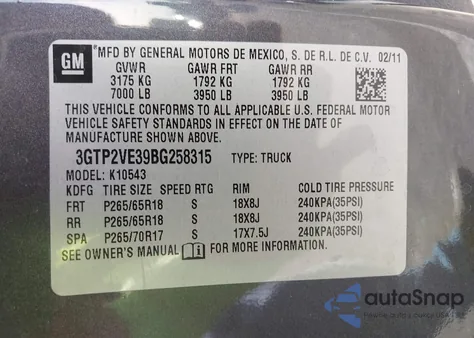 GM
MFD BY GENERAL MOTORS DE MEXICO, S. DE R.L. DE C.V. 02/11
GVWR GAWR FRT GAWR RR
3175 KG 1792 KG 1792 KG
7000 LB 3950 LB 3950 LB
THIS VEHICLE CONFORMS TO ALL APPLICABLE U.S. FEDERAL MOTOR
VEHICLE SAFETY STANDARDS IN EFFECT ON THE DATE OF
MANUFACTURE SHOWN ABOVE.
3GTP2VE39BG258315 TYPE: TRUCK
MODEL: K10543
KDFG TIRE SIZE SPEED RTG RIM COLD TIRE PRESSURE
FRT P265/65R18 S 18X8J 240KPA(35PSI)
RR P265/65R18 S 18X8J 240KPA(35PSI)
SPA P265/70R17 S 17X7.5J 240KPA(35PSI)
SEE OWNER'S MANUAL FOR MORE INFORMATION.
autoSnap